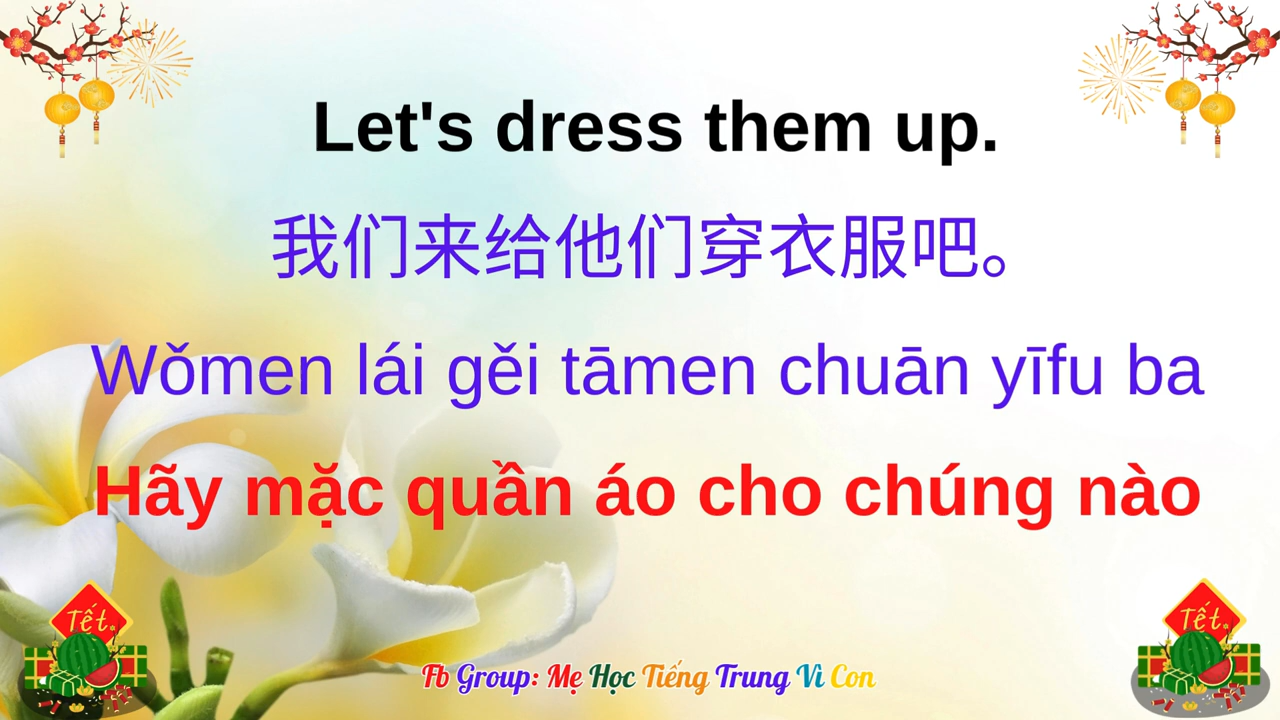 Let's dress them up.
我们来给他们穿衣服吧。
Wǒmen lái gěi tāmen chuān yīfu ba
Hãy mặc quần áo cho chúng nào
Tết
Tết
Fb Group: Mẹ Học Tiếng Trung Vì Con